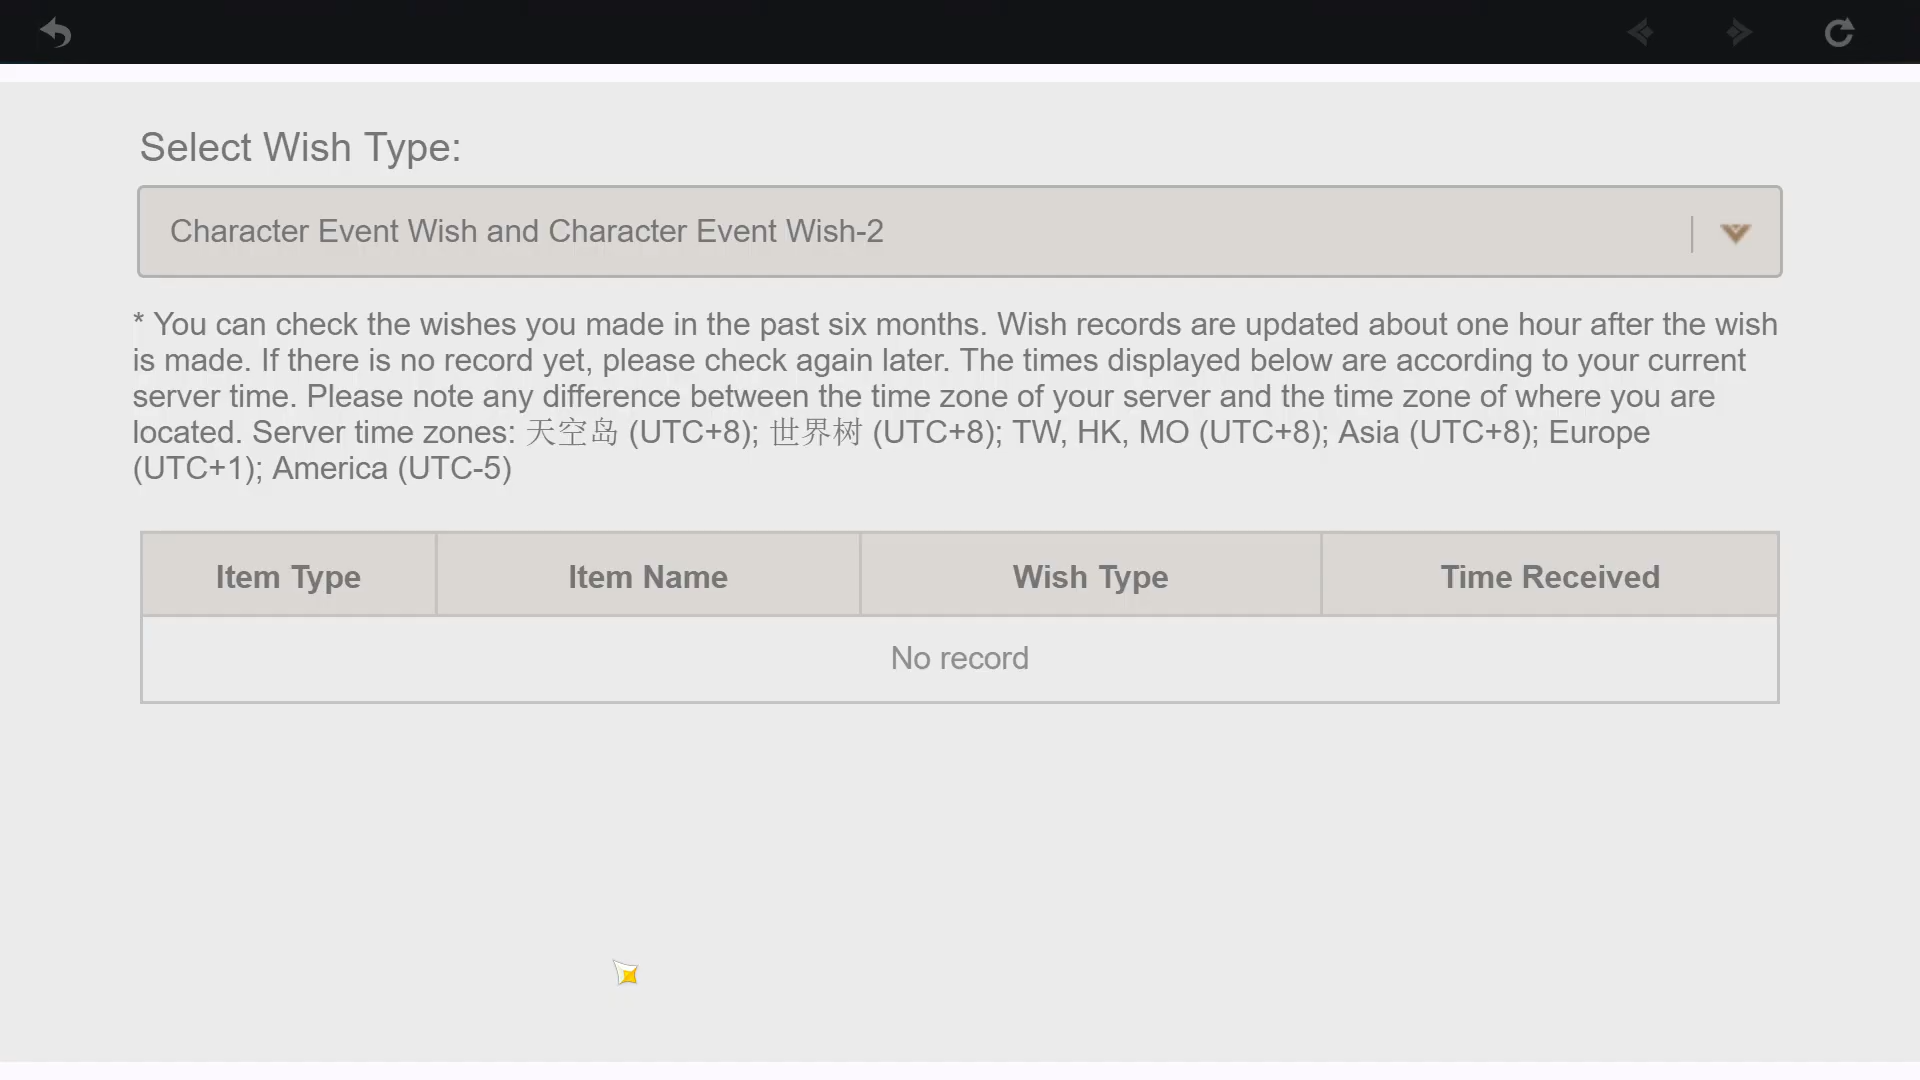 Select Wish Type:
Character Event Wish and Character Event Wish-2
* You can check the wishes you made in the past six months. Wish records are updated about one hour after the wish
is made. If there is no record yet, please check again later. The times displayed below are according to your current
server time. Please note any difference between the time zone of your server and the time zone of where you are
located. Server time zones: 天空岛 (UTC+8); 世界树 (UTC+8); TW, HK, MO (UTC+8); Asia (UTC+8); Europe
(UTC+1); America (UTC-5)
Item Type Item Name Wish Type Time Received
No record